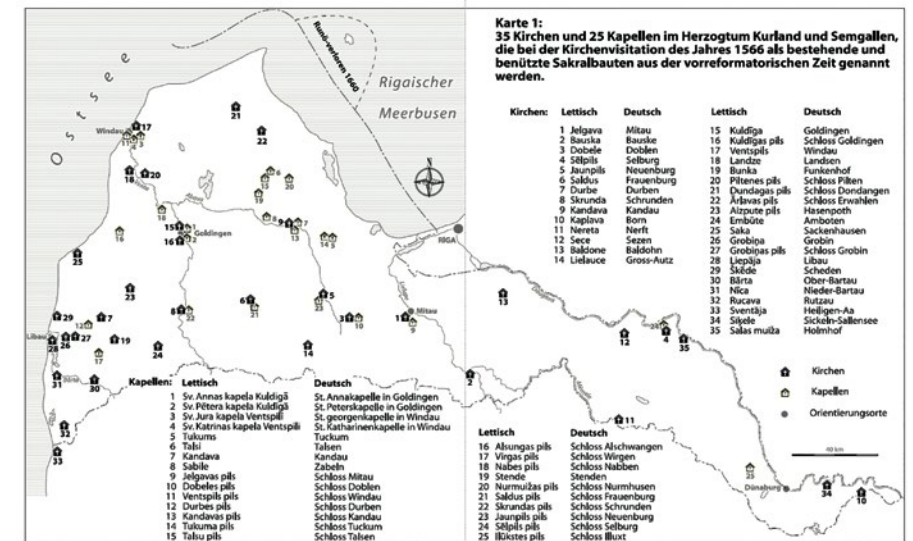 Karte 1:
35 Kirchen und 25 Kapellen im Herzogtum Kurland und Semgallen,
die bei der Kirchenvisitation des Jahres 1566 als bestehende und
benützte Sakralbauten aus der vorreformatorischen Zeit genannt
werden.
Ostsee
Runö-verloren 1660
Rigaischer
Meerbusen
Windau
Goldingen
RIGA
Mitau
Libau
Dünaburg
Kirchen: Lettisch Deutsch
1 Jelgava Mitau
2 Bauska Bauske
3 Dobele Doblen
4 Sēlpils Selburg
5 Jaunpils Neuenburg
6 Saldus Frauenburg
7 Durbe Durben
8 Skrunda Schrunden
9 Kandava Kandau
10 Kaplava Born
11 Nereta Nerft
12 Sece Sezen
13 Baldone Baldohn
14 Lielauce Gross-Autz
Lettisch Deutsch
15 Kuldīga Goldingen
16 Kuldīgas pils Schloss Goldingen
17 Ventspils Windau
18 Landze Landsen
19 Bunka Funkenhof
20 Piltenes pils Schloss Pilten
21 Dundagas pils Schloss Dondangen
22 Ārlavas pils Schloss Erwahlen
23 Aizpute pils Hasenpoth
24 Embūte Amboten
25 Saka Sackenhausen
26 Grobiņa Grobin
27 Grobiņas pils Schloss Grobin
28 Liepāja Libau
29 Šķēde Scheden
30 Bārta Ober-Bartau
31 Nīca Nieder-Bartau
32 Rucava Rutzau
33 Sventāja Heiligen-Aa
34 Siķele Sickeln-Sallensee
35 Salas muiža Holmhof
Kirchen
Kapellen
Orientierungsorte
40 km
Kapellen: Lettisch Deutsch
1 Sv. Annas kapela Kuldīgā St. Annakapelle in Goldingen
2 Sv. Pētera kapela Kuldīgā St. Peterskapelle in Goldingen
3 Sv. Jura kapela Ventspilī St. georgenkapelle in Windau
4 Sv. Katrinas kapela Ventspilī St. Katharinenkapelle in Windau
5 Tukums Tuckum
6 Talsi Talsen
7 Kandava Kandau
8 Sabile Zabeln
9 Jelgavas pils Schloss Mitau
10 Dobeles pils Schloss Doblen
11 Ventspils pils Schloss Windau
12 Durbes pils Schloss Durben
13 Kandavas pils Schloss Kandau
14 Tukuma pils Schloss Tuckum
15 Talsu pils Schloss Talsen
Lettisch Deutsch
16 Alsungas pils Schloss Alschwangen
17 Virgas pils Schloss Wirgen
18 Nabes pils Schloss Nabben
19 Stende Stenden
20 Nurmuižas pils Schloss Nurmhusen
21 Saldus pils Schloss Frauenburg
22 Skrundas pils Schloss Schrunden
23 Jaunpils pils Schloss Neuenburg
24 Sēlpils pils Schloss Selburg
25 Ilūkstes pils Schloss Illuxt